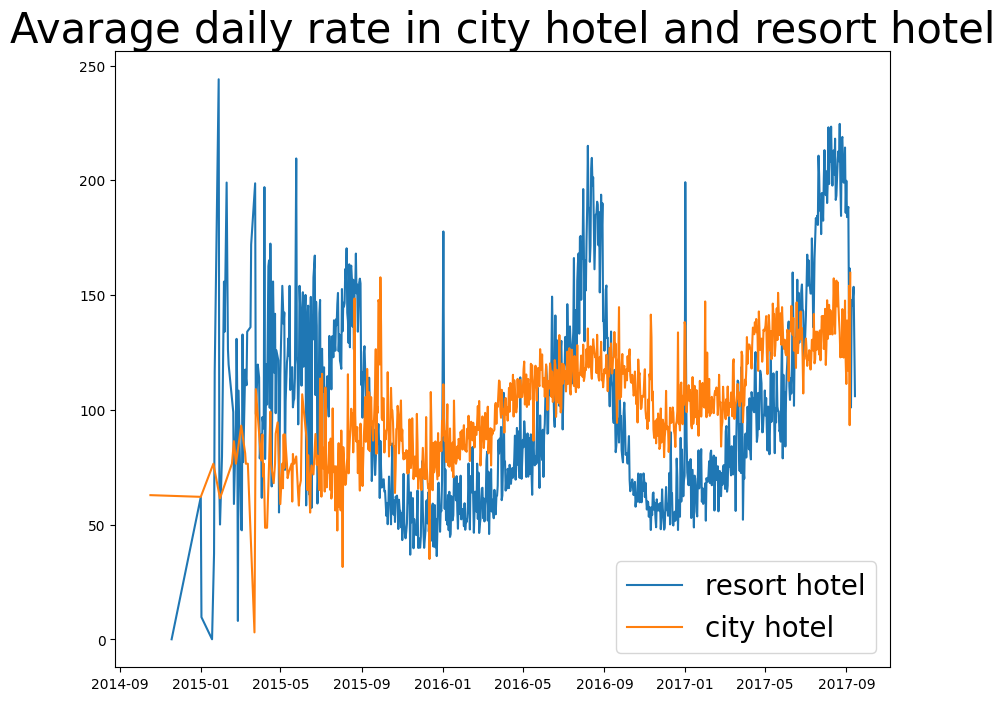 Avarage daily rate in city hotel and resort hotel
250
200
150
100
50
0
resort hotel
city hotel
2014-09 2015-01 2015-05 2015-09 2016-01 2016-05 2016-09 2017-01 2017-05 2017-09